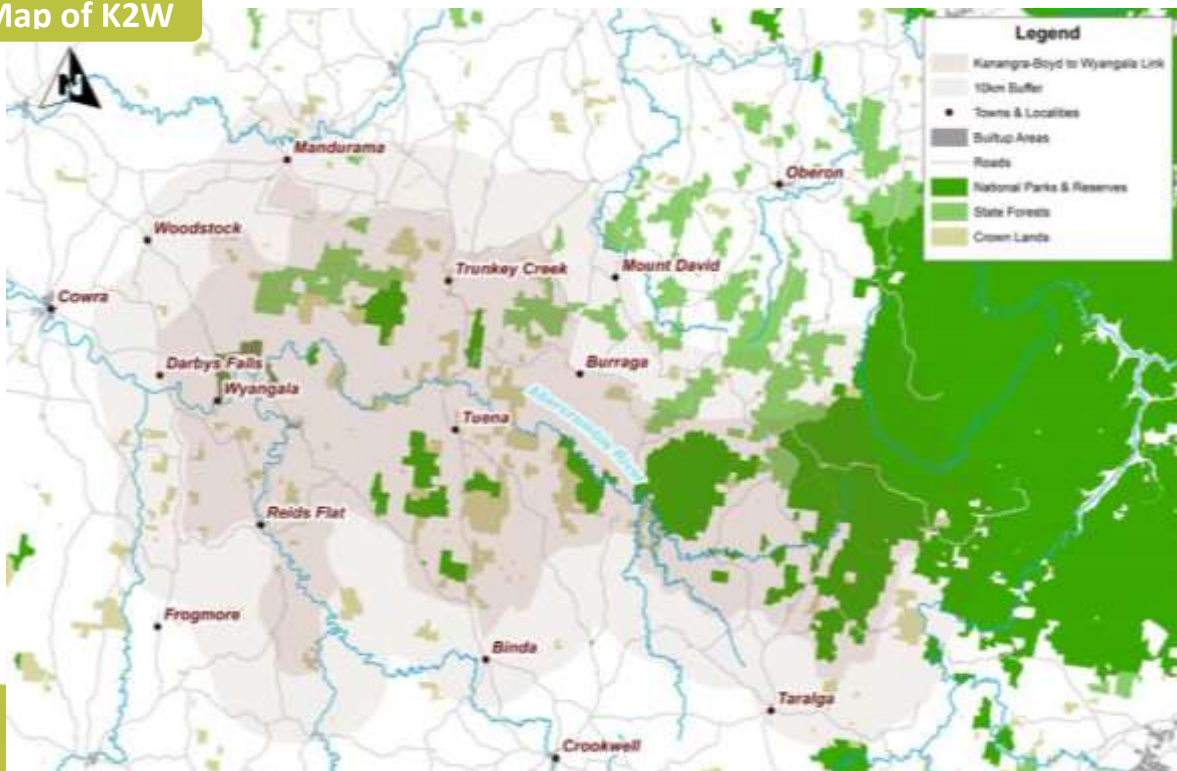 Map of K2W
N
Legend
Kanangra-Boyd to Wyangala Link
10km Buffer
Towns & Localities
Builtup Areas
Roads
National Parks & Reserves
State Forests
Crown Lands
Mandurama
Oberon
Woodstock
Trunkey Creek
Mount David
Cowra
Darbys Falls
Burraga
Wyangala
Abercrombie River
Tuena
Reids Flat
Frogmore
Binda
Taralga
Crookwell